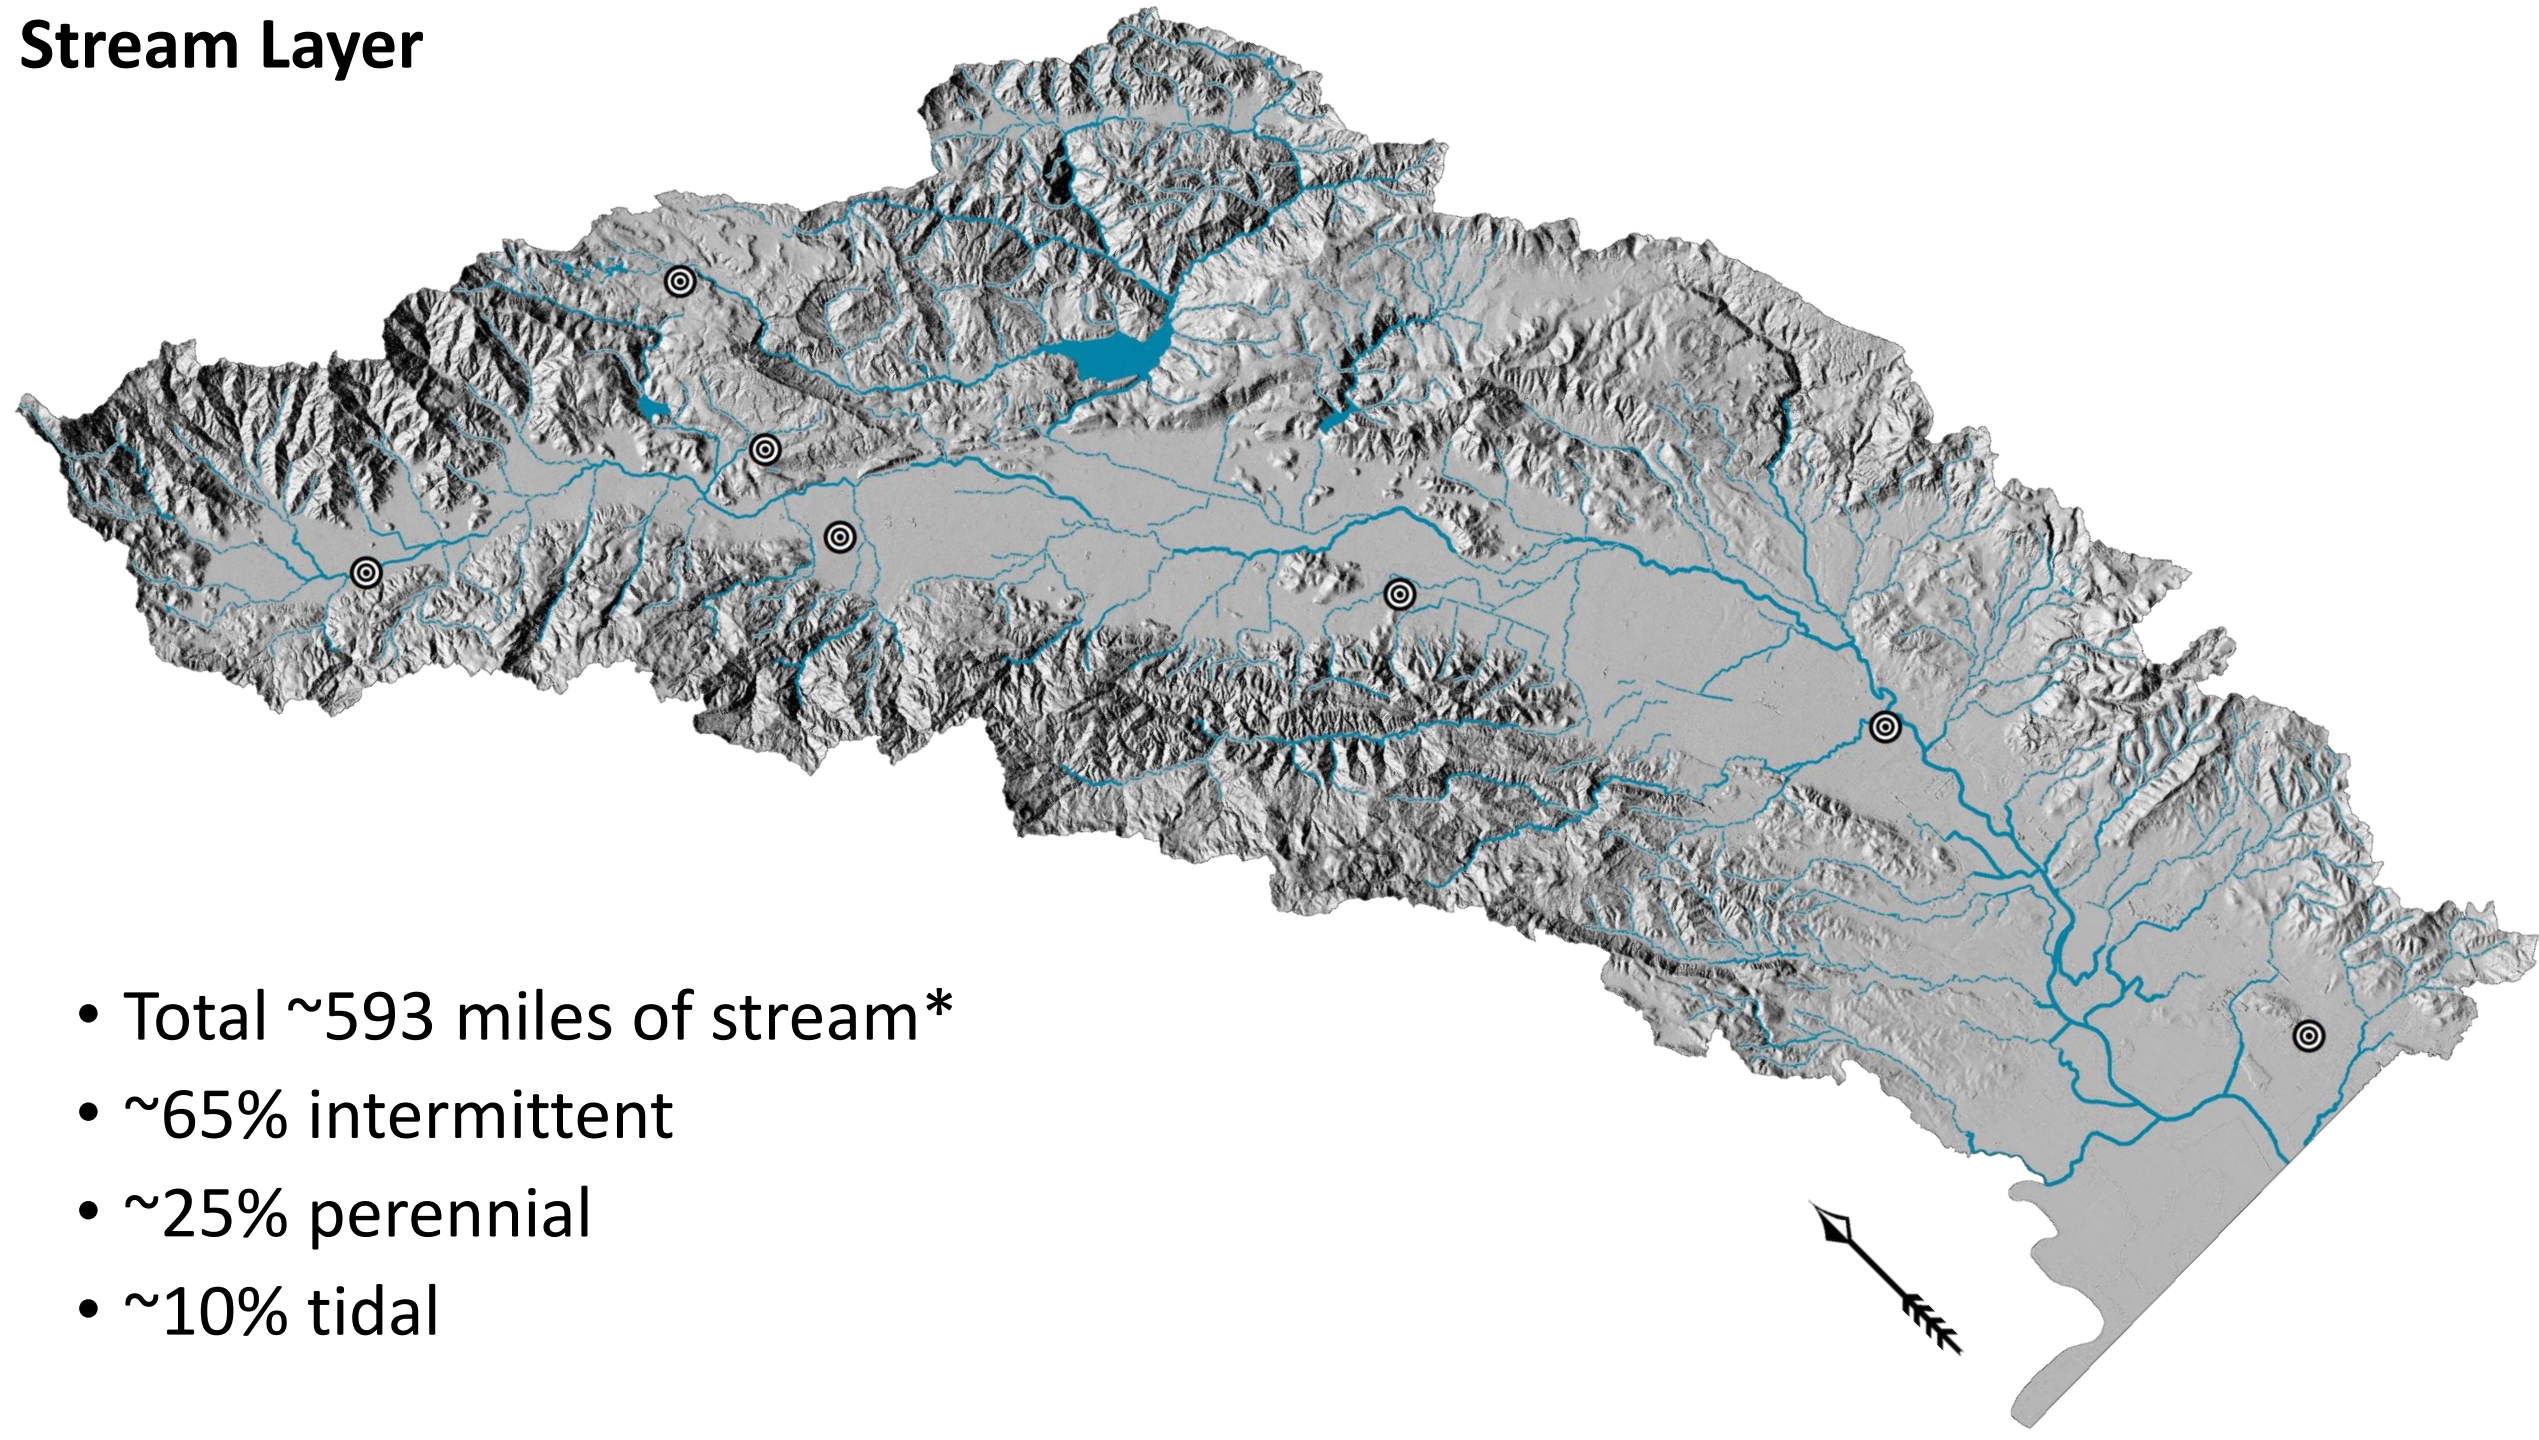 Stream Layer
• Total ~593 miles of stream*
• ~65% intermittent
• ~25% perennial
• ~10% tidal